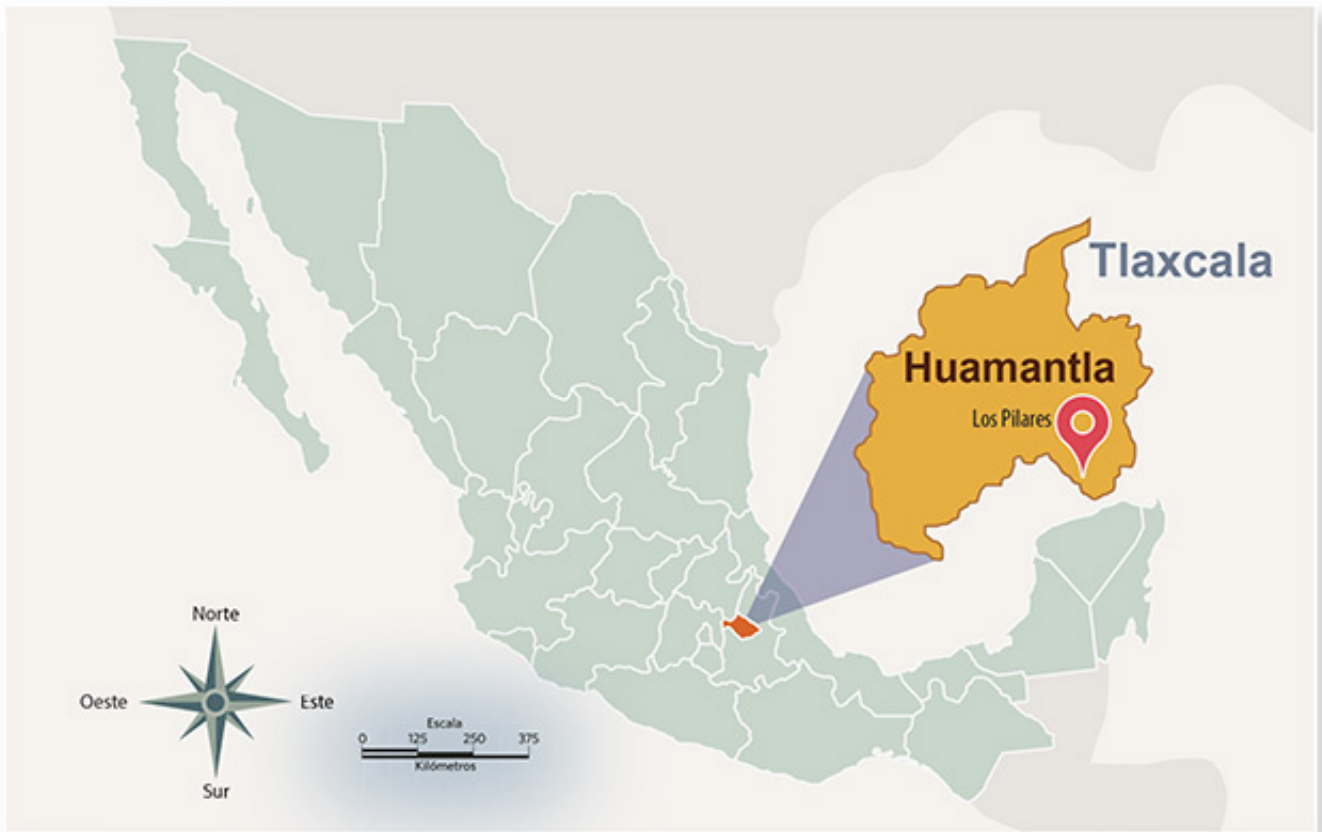 Tlaxcala
Huamantla
Los Pilares
Norte
Oeste
Este
Sur
Escala
0 125 250 375
Kilómetros